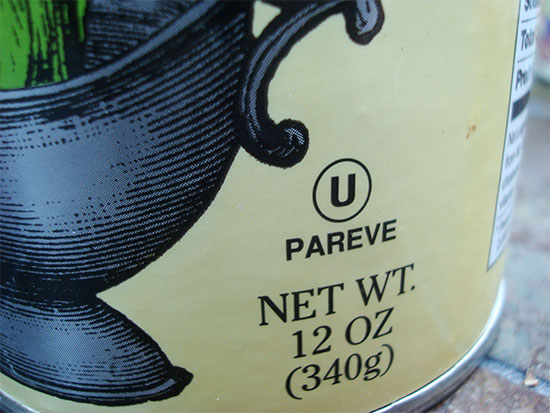 U
PAREVE
NET WT.
12 OZ
(340g)